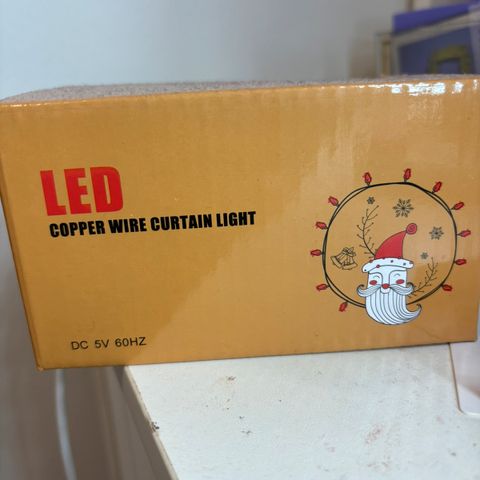 LED
COPPER WIRE CURTAIN LIGHT
DC 5V 60HZ